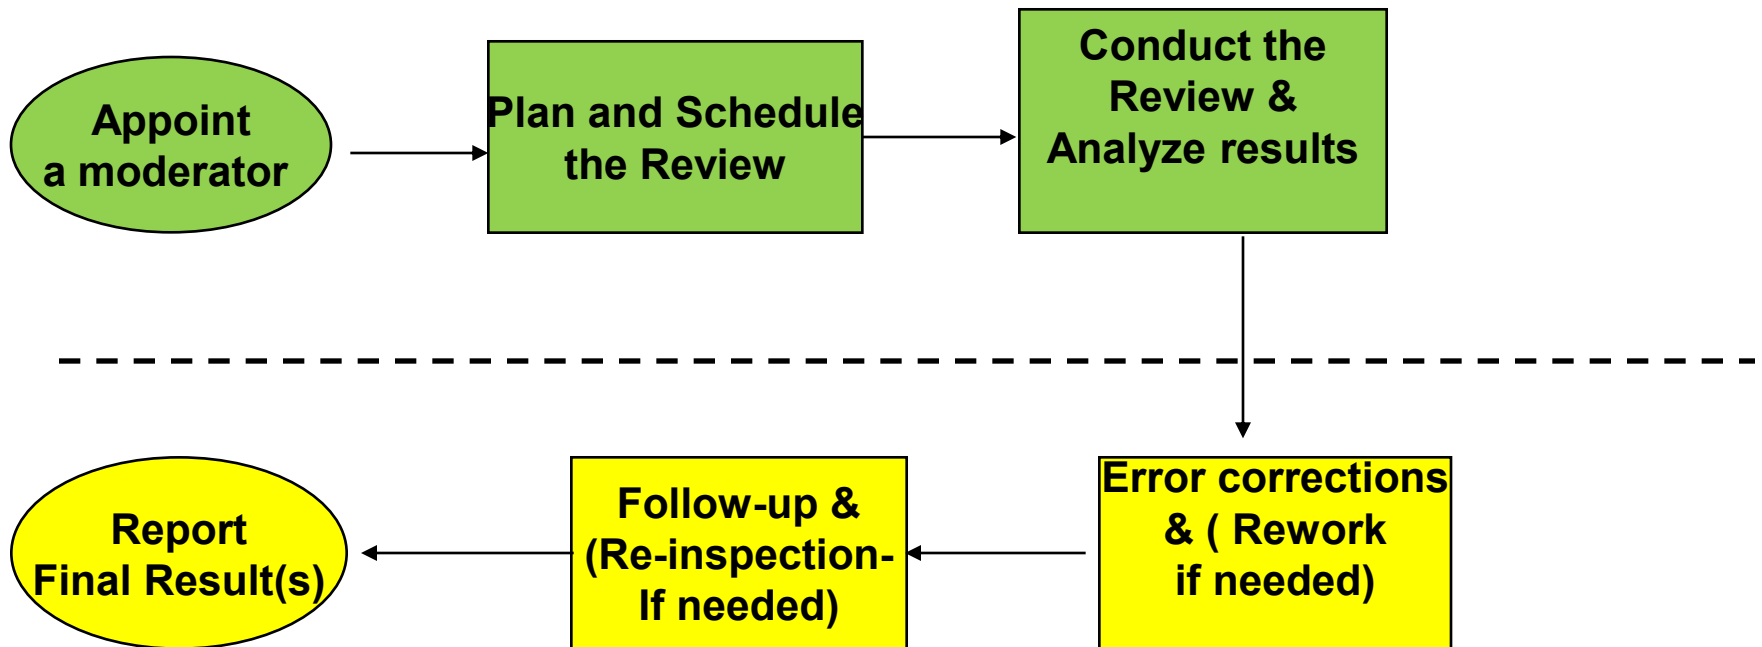 Appoint
a moderator
Plan and Schedule
the Review
Conduct the
Review &
Analyze results
Error corrections
& ( Rework
if needed)
Follow-up &
(Re-inspection-
If needed)
Report
Final Result(s)